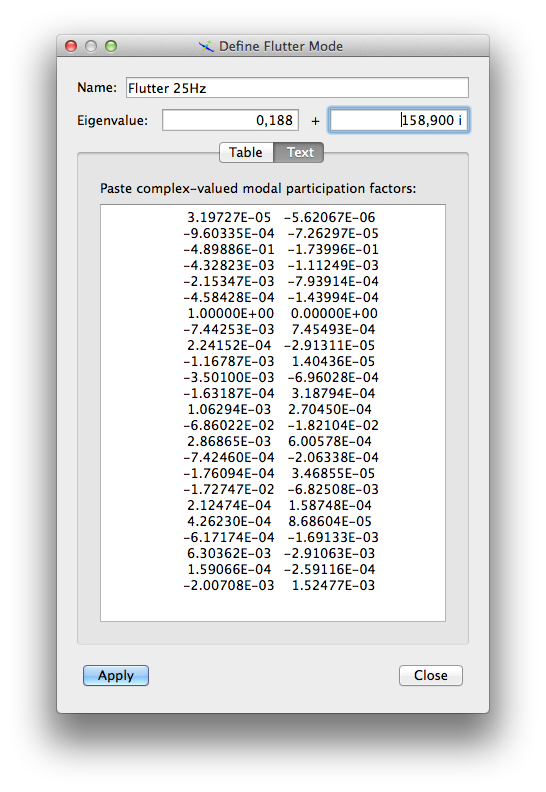 Define Flutter Mode
Name: Flutter 25Hz
Eigenvalue: 0,188 + 158,900 i
Table Text
Paste complex-valued modal participation factors:
3.19727E-05 -5.62067E-06
-9.60335E-04 -7.26297E-05
-4.89886E-01 -1.73996E-01
-4.32823E-03 -1.11249E-03
-2.15347E-03 -7.93914E-04
-4.58428E-04 -1.43994E-04
1.00000E+00 0.00000E+00
-7.44253E-03 7.45493E-04
2.24152E-04 -2.91311E-05
-1.16787E-03 1.40436E-05
-3.50100E-03 -6.96028E-04
-1.63187E-04 3.18794E-04
1.06294E-03 2.70450E-04
-6.86022E-02 -1.82104E-02
2.86865E-03 6.00578E-04
-7.42460E-04 -2.06338E-04
-1.76094E-04 3.46855E-05
-1.72747E-02 -6.82508E-03
2.12474E-04 1.58748E-04
4.26230E-04 8.68604E-05
-6.17174E-04 -1.69133E-04
6.30362E-03 -2.91063E-03
1.59066E-04 -2.59116E-04
-2.00708E-03 1.52477E-03
Apply Close